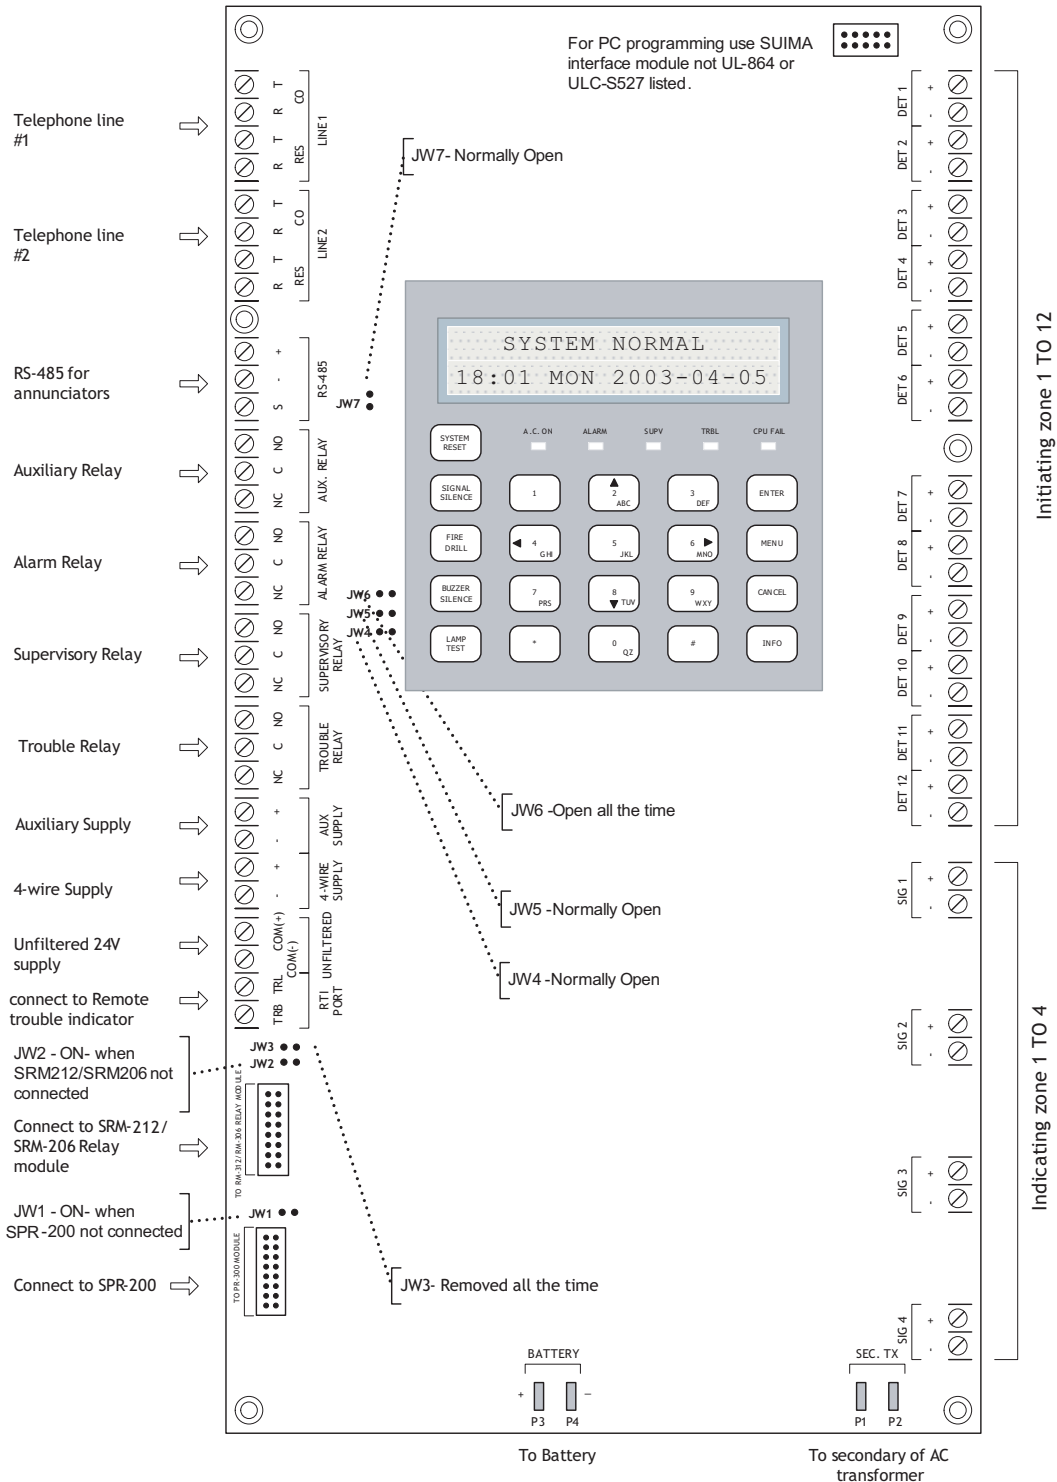 For PC programming use SUIMA
interface module not UL-864 or
ULC-S527 listed.
Telephone line
#1
T
R
CO
T
R
RES
LINE1
Telephone line
#2
T
R
CO
T
R
RES
LINE2
RS-485 for
annunciators
+
-
S
RS-485
Auxiliary Relay
NO
C
NC
AUX. RELAY
Alarm Relay
NO
C
NC
ALARM RELAY
Supervisory Relay
NO
C
NC
SUPERVISORY
RELAY
Trouble Relay
NO
C
NC
TROUBLE
RELAY
Auxiliary Supply
+
-
AUX
SUPPLY
4-wire Supply
+
-
4-WIRE
SUPPLY
Unfiltered 24V
supply
COM(+)
COM(-)
UNFILTERED
connect to Remote
trouble indicator
TRL
TRB
RTI
PORT
JW2 - ON- when
SRM212/SRM206 not
connected
JW3
JW2
Connect to SRM-212/
SRM-206 Relay
module
TO RM-312/RM-306 RELAY MODULE
JW1 - ON- when
SPR-200 not connected
JW1
Connect to SPR-200
TO PR-300 MODULE
JW7- Normally Open
JW7
JW6
JW5
JW4
SYSTEM NORMAL
18:01 MON 2003-04-05
SYSTEM
RESET
A.C. ON
ALARM
SUPV
TRBL
CPU FAIL
SIGNAL
SILENCE
1
2
ABC
3
DEF
ENTER
FIRE
DRILL
4
GHI
5
JKL
6
MNO
MENU
BUZZER
SILENCE
7
PRS
8
TUV
9
WXY
CANCEL
LAMP
TEST
*
0
QZ
#
INFO
JW6 -Open all the time
JW5 -Normally Open
JW4 -Normally Open
JW3- Removed all the time
DET 1
+
-
DET 2
+
-
DET 3
+
-
DET 4
+
-
DET 5
+
-
DET 6
+
-
DET 7
+
-
DET 8
+
-
DET 9
+
-
DET 10
+
-
DET 11
+
-
DET 12
+
-
Initiating zone 1 TO 12
SIG 1
+
-
SIG 2
+
-
SIG 3
+
-
SIG 4
+
-
Indicating zone 1 TO 4
BATTERY
+
−
P3
P4
To Battery
SEC. TX
P1
P2
To secondary of AC
transformer